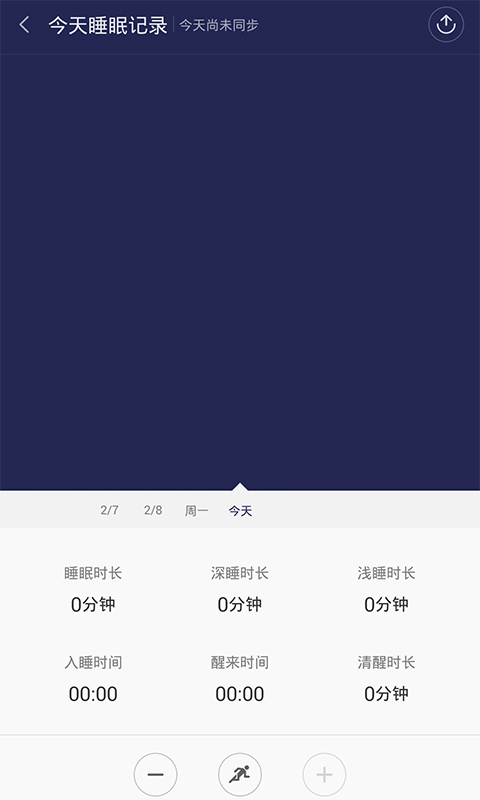 今天睡眠记录 今天尚未同步
2/7 2/8 周一 今天
睡眠时长 深睡时长 浅睡时长
0分钟 0分钟 0分钟
入睡时间 醒来时间 清醒时长
00:00 00:00 0分钟